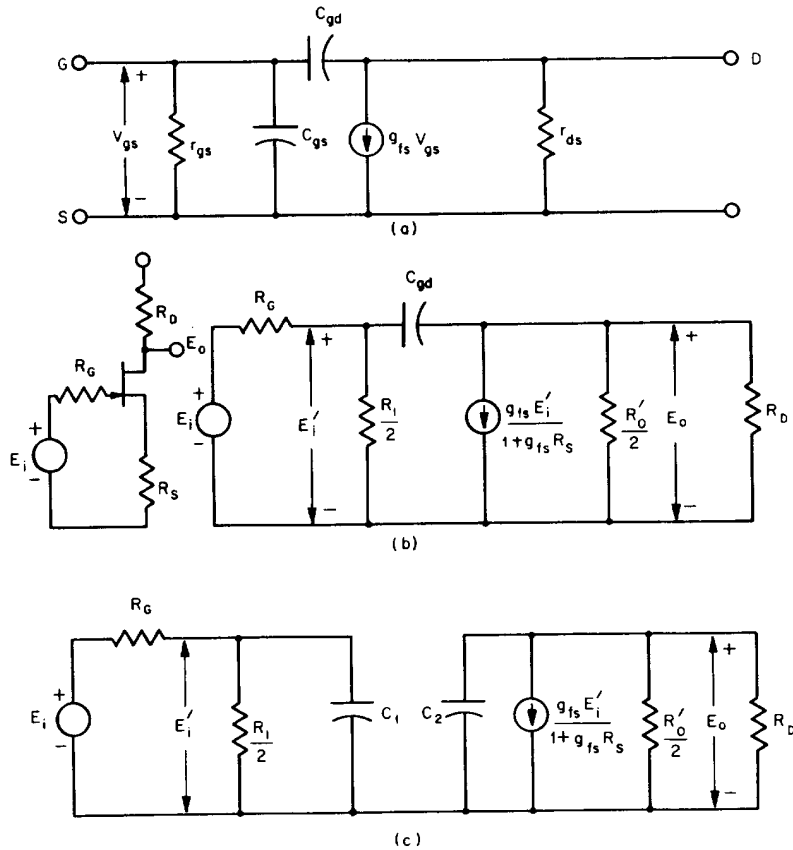 C_gd
G
D
+
V_gs
r_gs
C_gs
g_fs V_gs
r_ds
−
S
(a)
R_D
E_o
R_G
+
E_i
−
R_S
R_G
C_gd
+
E_i
−
+
E_i'
−
R_1/2
g_fs E_i'/1+g_fs R_S
R_o'/2
+
E_o
−
R_D
(b)
R_G
+
E_i
−
E_i'
R_1/2
C_1
C_2
g_fs E_i'/1+g_fs R_S
R_o'/2
+
E_o
−
R_D
(c)